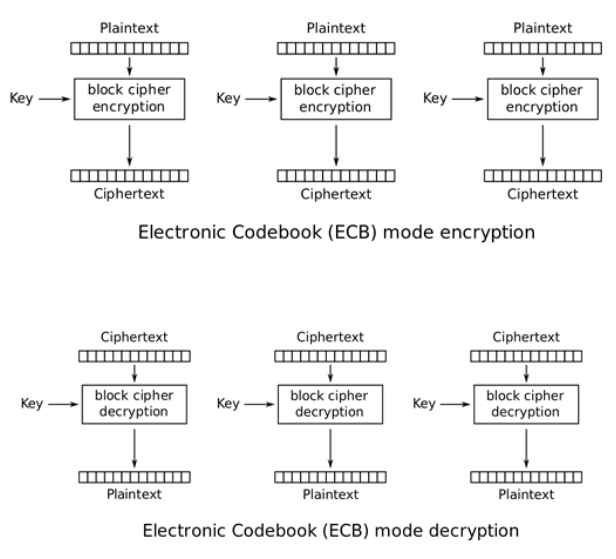 Plaintext Plaintext Plaintext
Key block cipher encryption Key block cipher encryption Key block cipher encryption
Ciphertext Ciphertext Ciphertext
Electronic Codebook (ECB) mode encryption
Ciphertext Ciphertext Ciphertext
Key block cipher decryption Key block cipher decryption Key block cipher decryption
Plaintext Plaintext Plaintext
Electronic Codebook (ECB) mode decryption